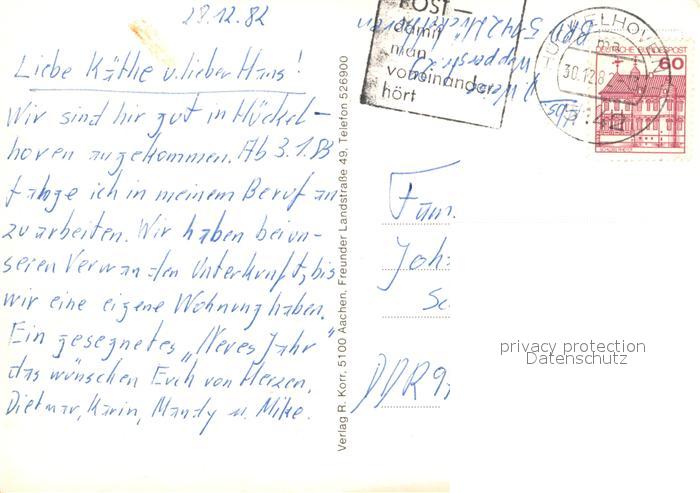 28.12.82
Liebe Käthe u. lieber Hans!
Wir sind hir gut in Hückel-
hoven angekommen. Ab 3.1.83
fange ich in meinem Beruf an
zu arbeiten. Wir haben bei un-
seren Verwandten Unterkunft, bis
wir eine eigene Wohnung haben.
Ein gesegnetes „Neues Jahr"
das wünschen Euch von Herzen,
Dietmar, Karin, Mandy u. Mike.
Verlag R. Korr, 5100 Aachen, Freunder Landstraße 49, Telefon 526900
POST-
damit
man
voneinander
hört
30.12.82
DEUTSCHE BUNDESPOST
60
BRD
Fam.
Joh
DDR 9
privacy protection
Datenschutz